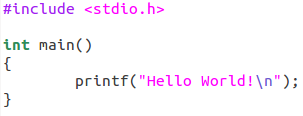 #include <stdio.h>

int main()
{
        printf("Hello World!\n");
}